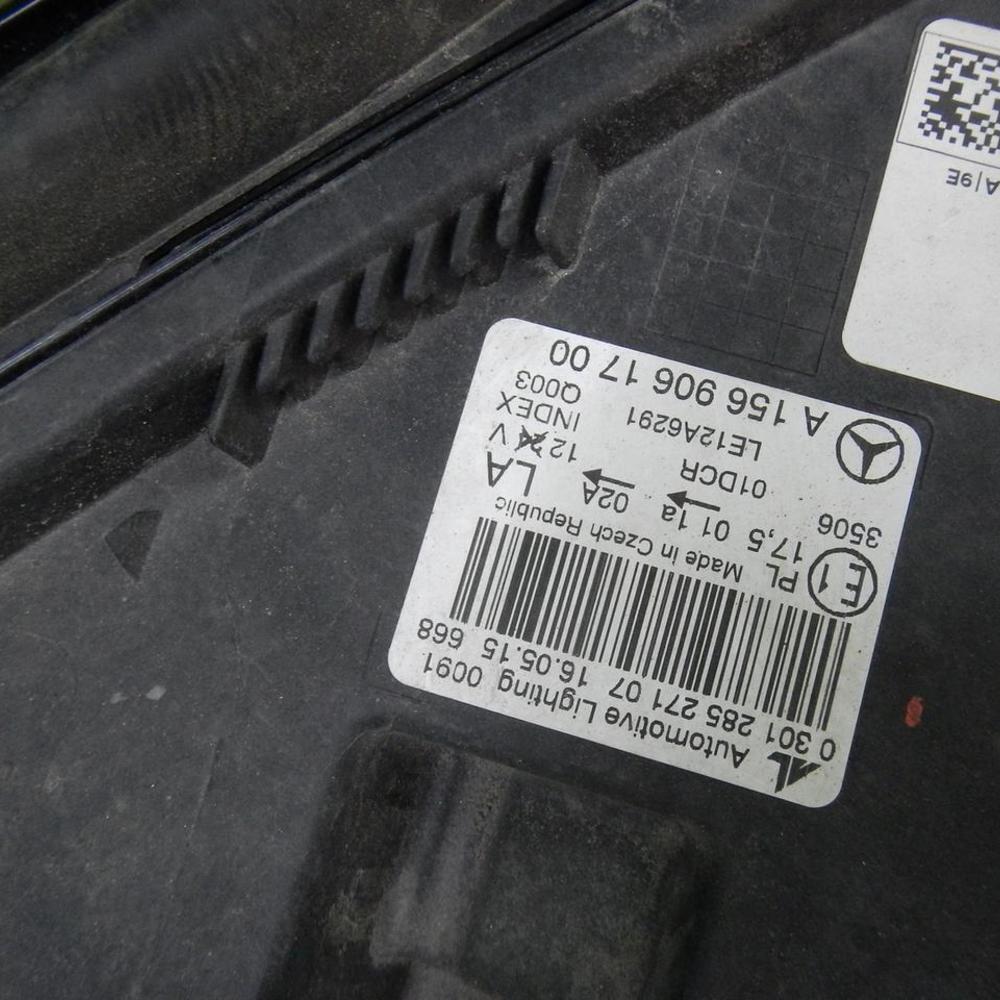 AL Automotive Lighting 0091
0 301 285 271 07 16.05.15 668
E1 PL Made in Czech Republic
17,5 01 1a 02A LA
3506 01DCR 12 V
LE12A6291 INDEX
Q003
A 156 906 17 00
A|9E